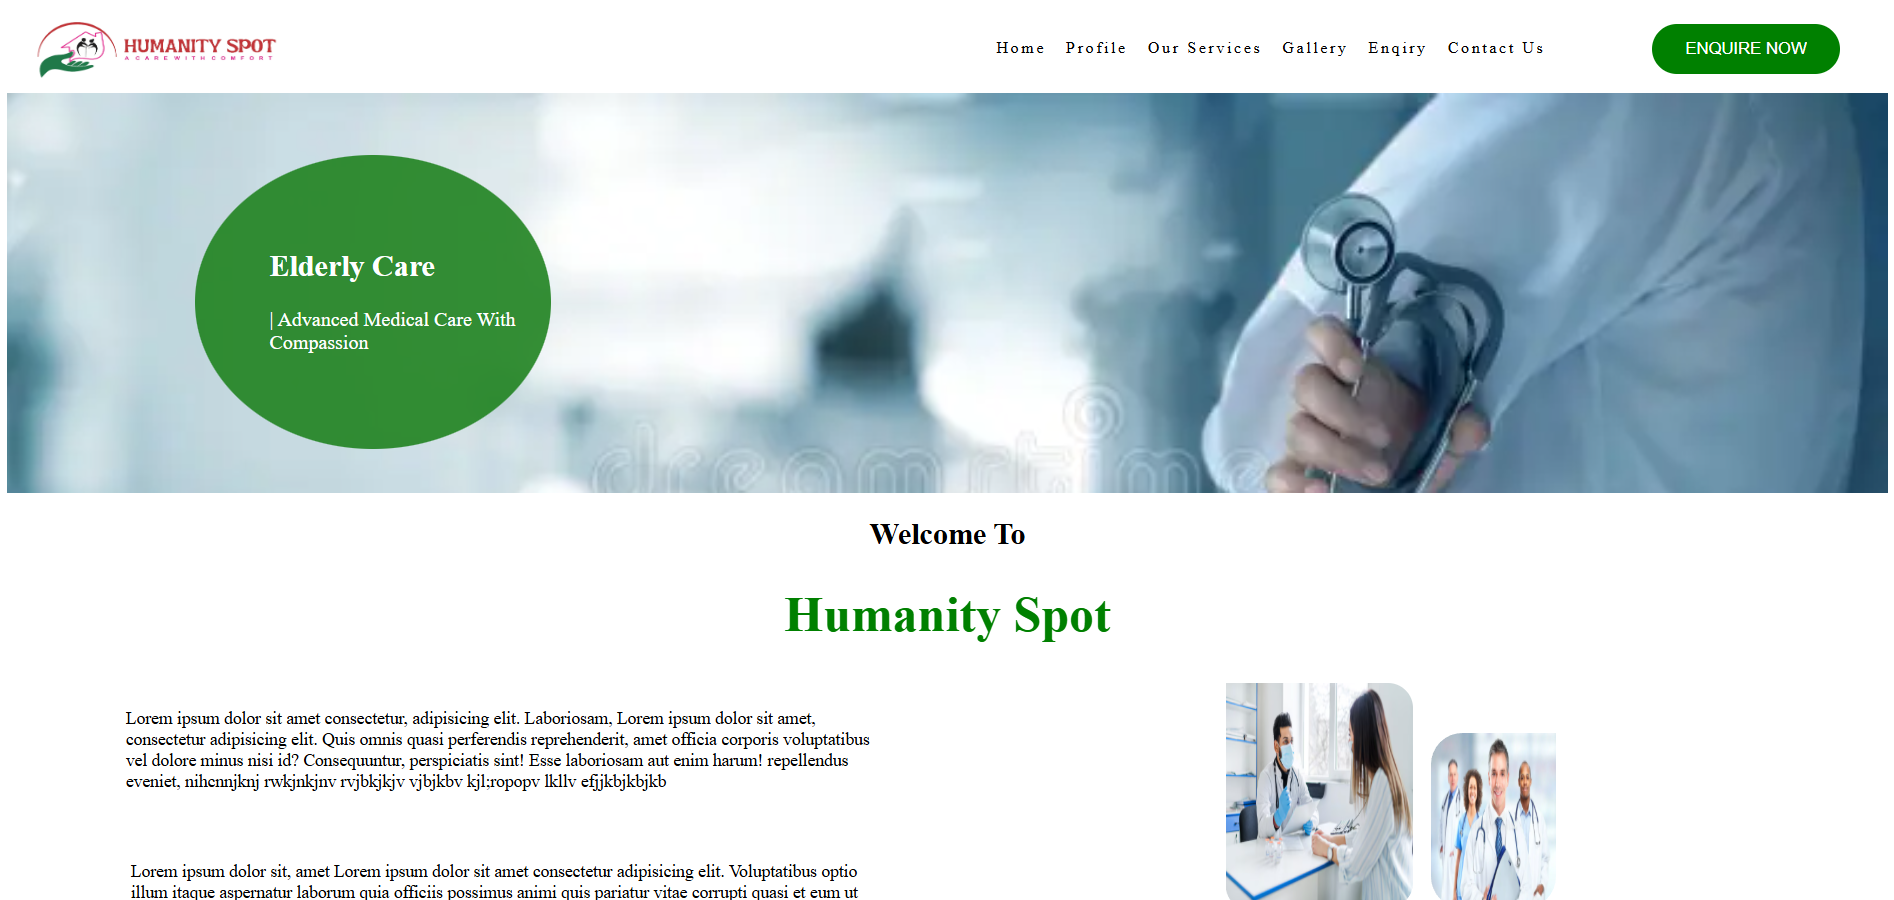 HUMANITY SPOT
A CARE WITH COMFORT
Home Profile Our Services Gallery Enqiry Contact Us
ENQUIRE NOW
Elderly Care
| Advanced Medical Care With
Compassion
dreamstime
Welcome To
Humanity Spot
Lorem ipsum dolor sit amet consectetur, adipisicing elit. Laboriosam, Lorem ipsum dolor sit amet,
consectetur adipisicing elit. Quis omnis quasi perferendis reprehenderit, amet officia corporis voluptatibus
vel dolore minus nisi id? Consequuntur, perspiciatis sint! Esse laboriosam aut enim harum! repellendus
eveniet, nihcnnjknj rwkjnkjnv rvjbkjkjv vjbjkbv kjl;ropopv lkllv efjjkbjkbjkb
Lorem ipsum dolor sit, amet Lorem ipsum dolor sit amet consectetur adipisicing elit. Voluptatibus optio
illum itaque aspernatur laborum quia officiis possimus animi quis pariatur vitae corrupti quasi et eum ut